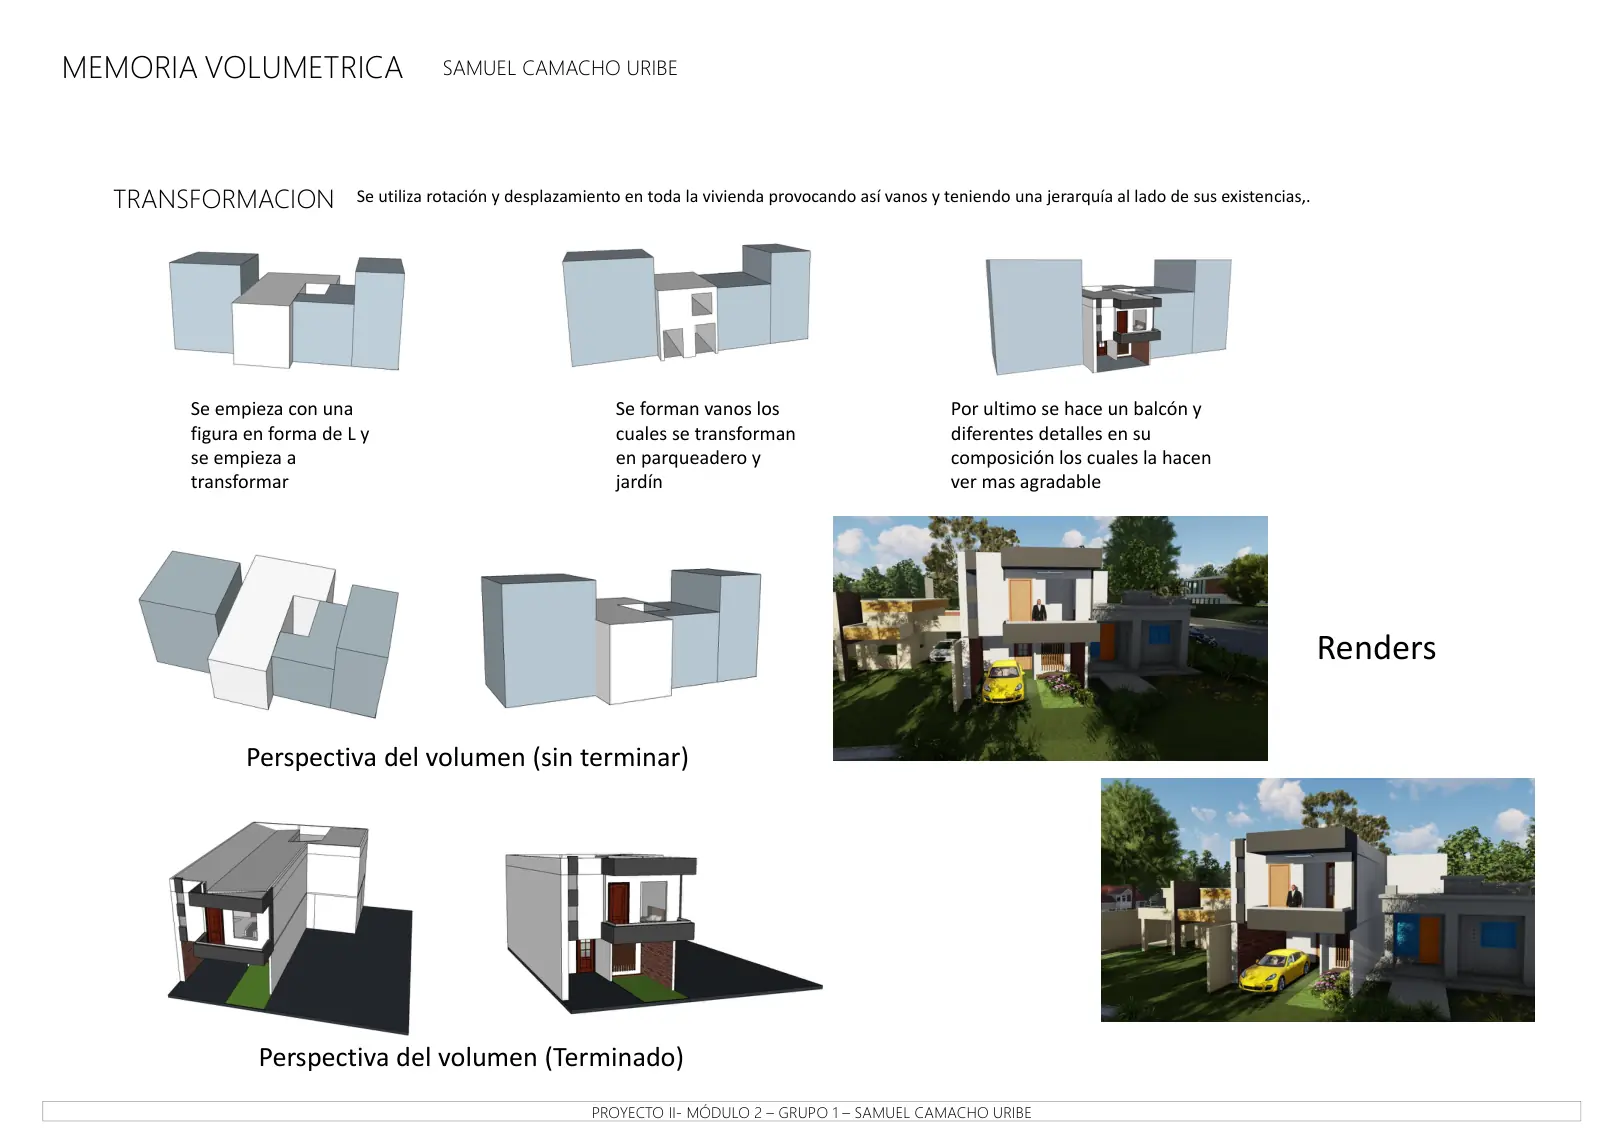 MEMORIA VOLUMETRICA
SAMUEL CAMACHO URIBE
TRANSFORMACION
Se utiliza rotación y desplazamiento en toda la vivienda provocando así vanos y teniendo una jerarquía al lado de sus existencias,.
Se empieza con una
figura en forma de L y
se empieza a
transformar
Se forman vanos los
cuales se transforman
en parqueadero y
jardín
Por ultimo se hace un balcón y
diferentes detalles en su
composición los cuales la hacen
ver mas agradable
Renders
Perspectiva del volumen (sin terminar)
Perspectiva del volumen (Terminado)
PROYECTO II- MÓDULO 2 – GRUPO 1 – SAMUEL CAMACHO URIBE